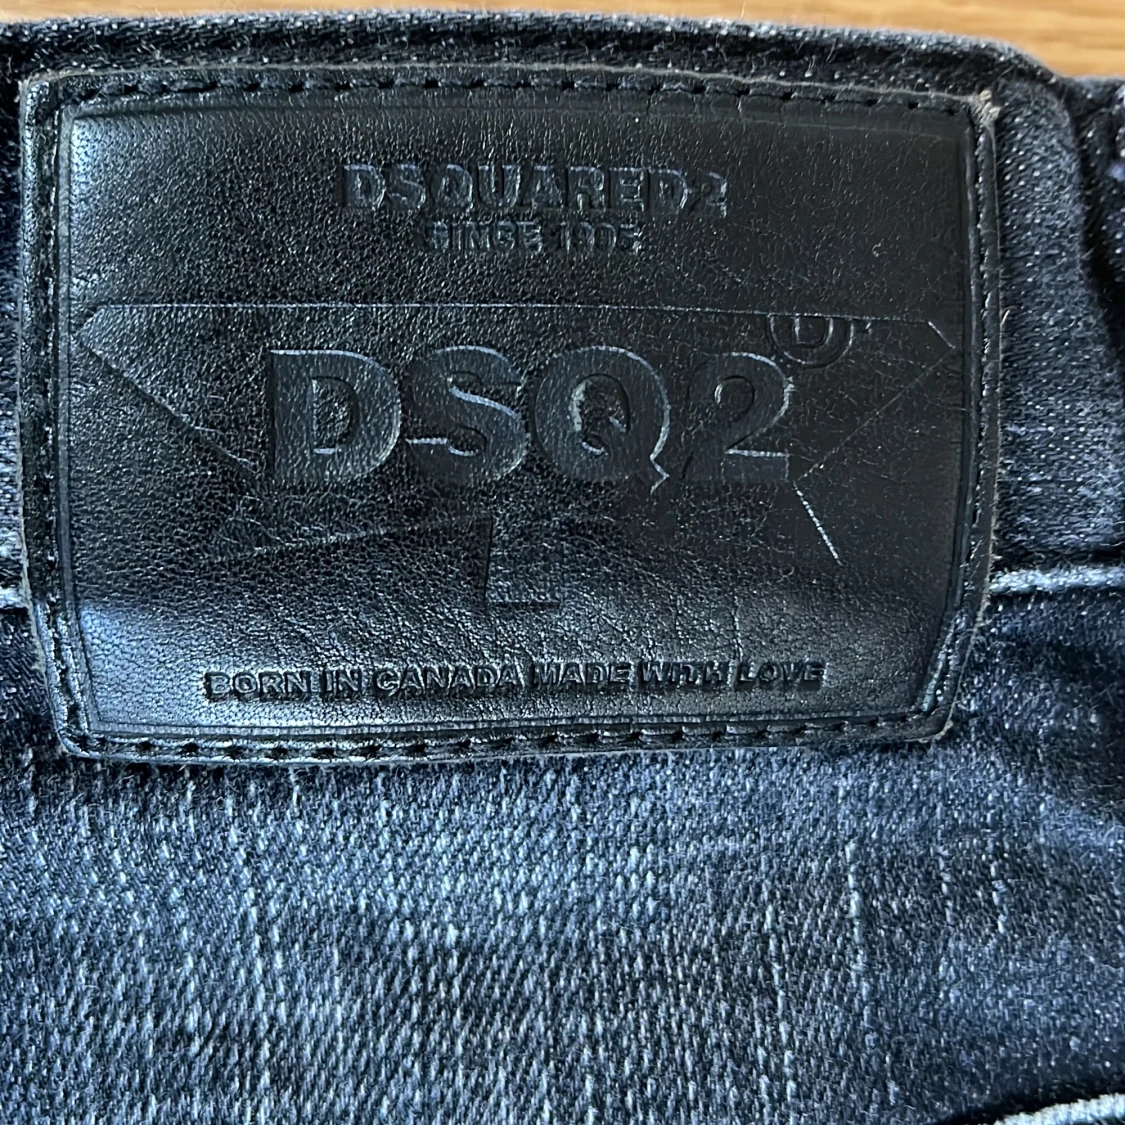 DSQUARED2
SINCE 1995
D
DSQ2
L
BORN IN CANADA MADE WITH LOVE